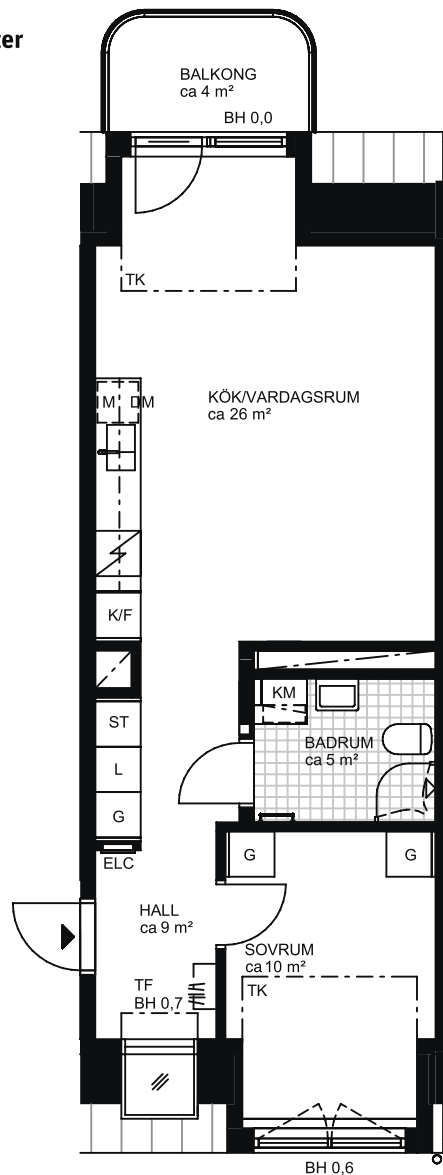 ter
BALKONG
ca 4 m²
BH 0,0
TK
M DM
KÖK/VARDAGSRUM
ca 26 m²
K/F
ST
KM
BADRUM
ca 5 m²
L
G
ELC
G
G
HALL
ca 9 m²
SOVRUM
ca 10 m²
TF
BH 0,7
TK
BH 0,6